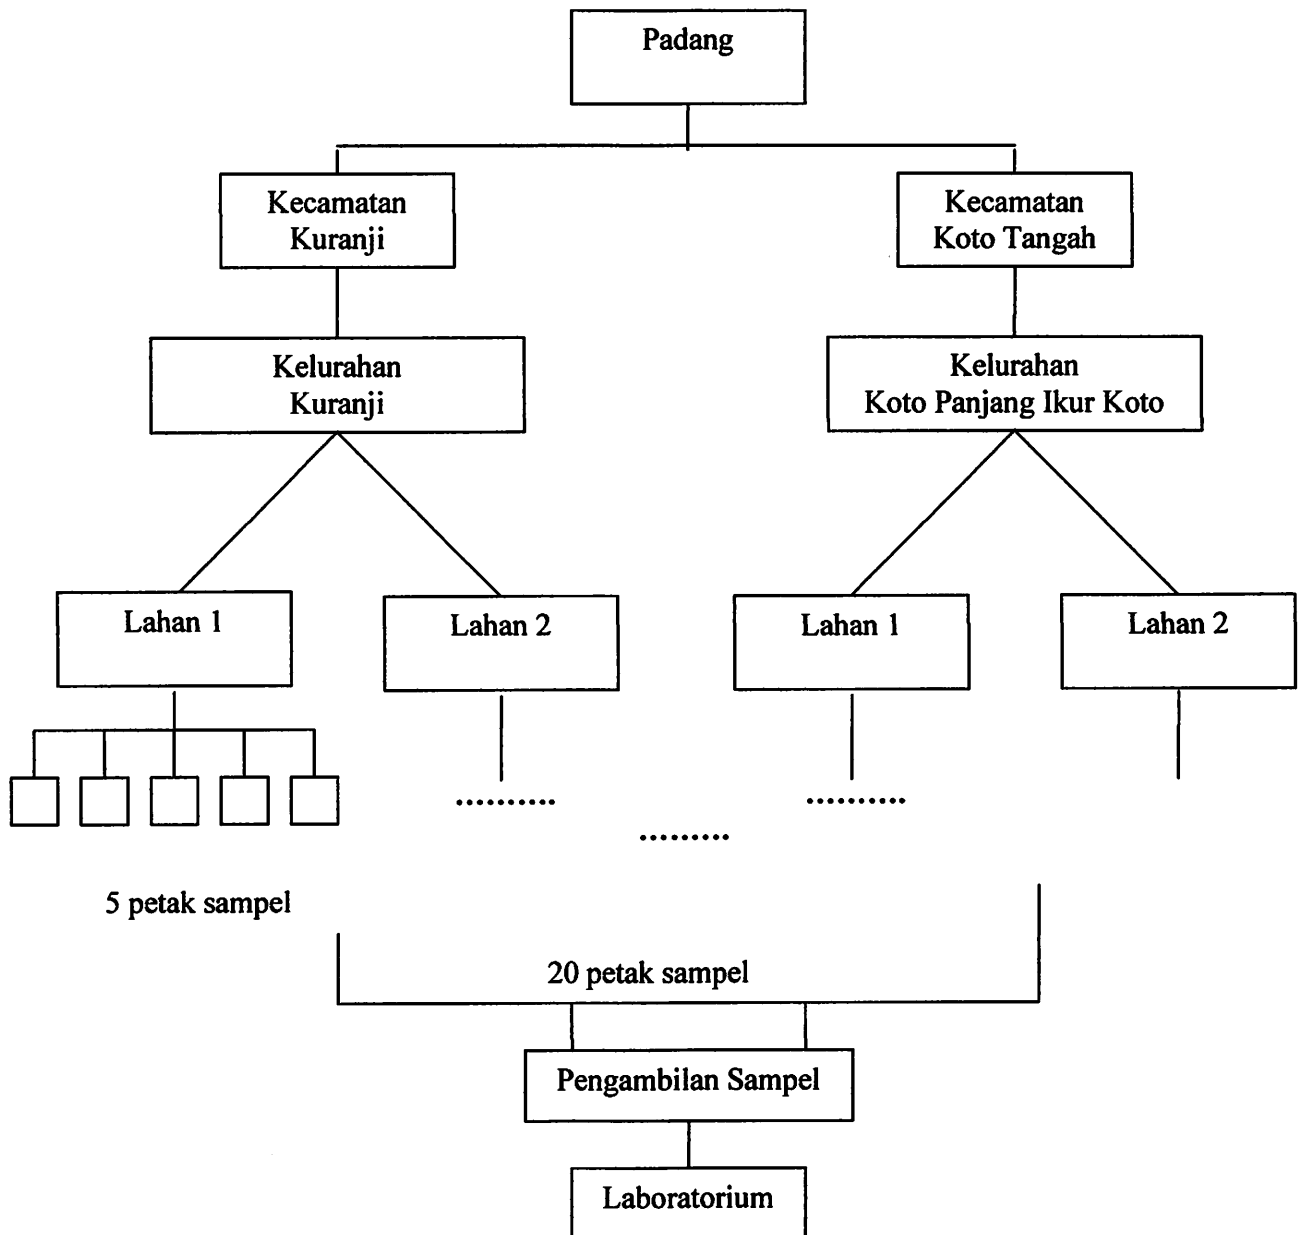 Padang
Kecamatan
Kuranji
Kecamatan
Koto Tangah
Kelurahan
Kuranji
Kelurahan
Koto Panjang Ikur Koto
Lahan 1
Lahan 2
Lahan 1
Lahan 2
..........
..........
.........
5 petak sampel
20 petak sampel
Pengambilan Sampel
Laboratorium